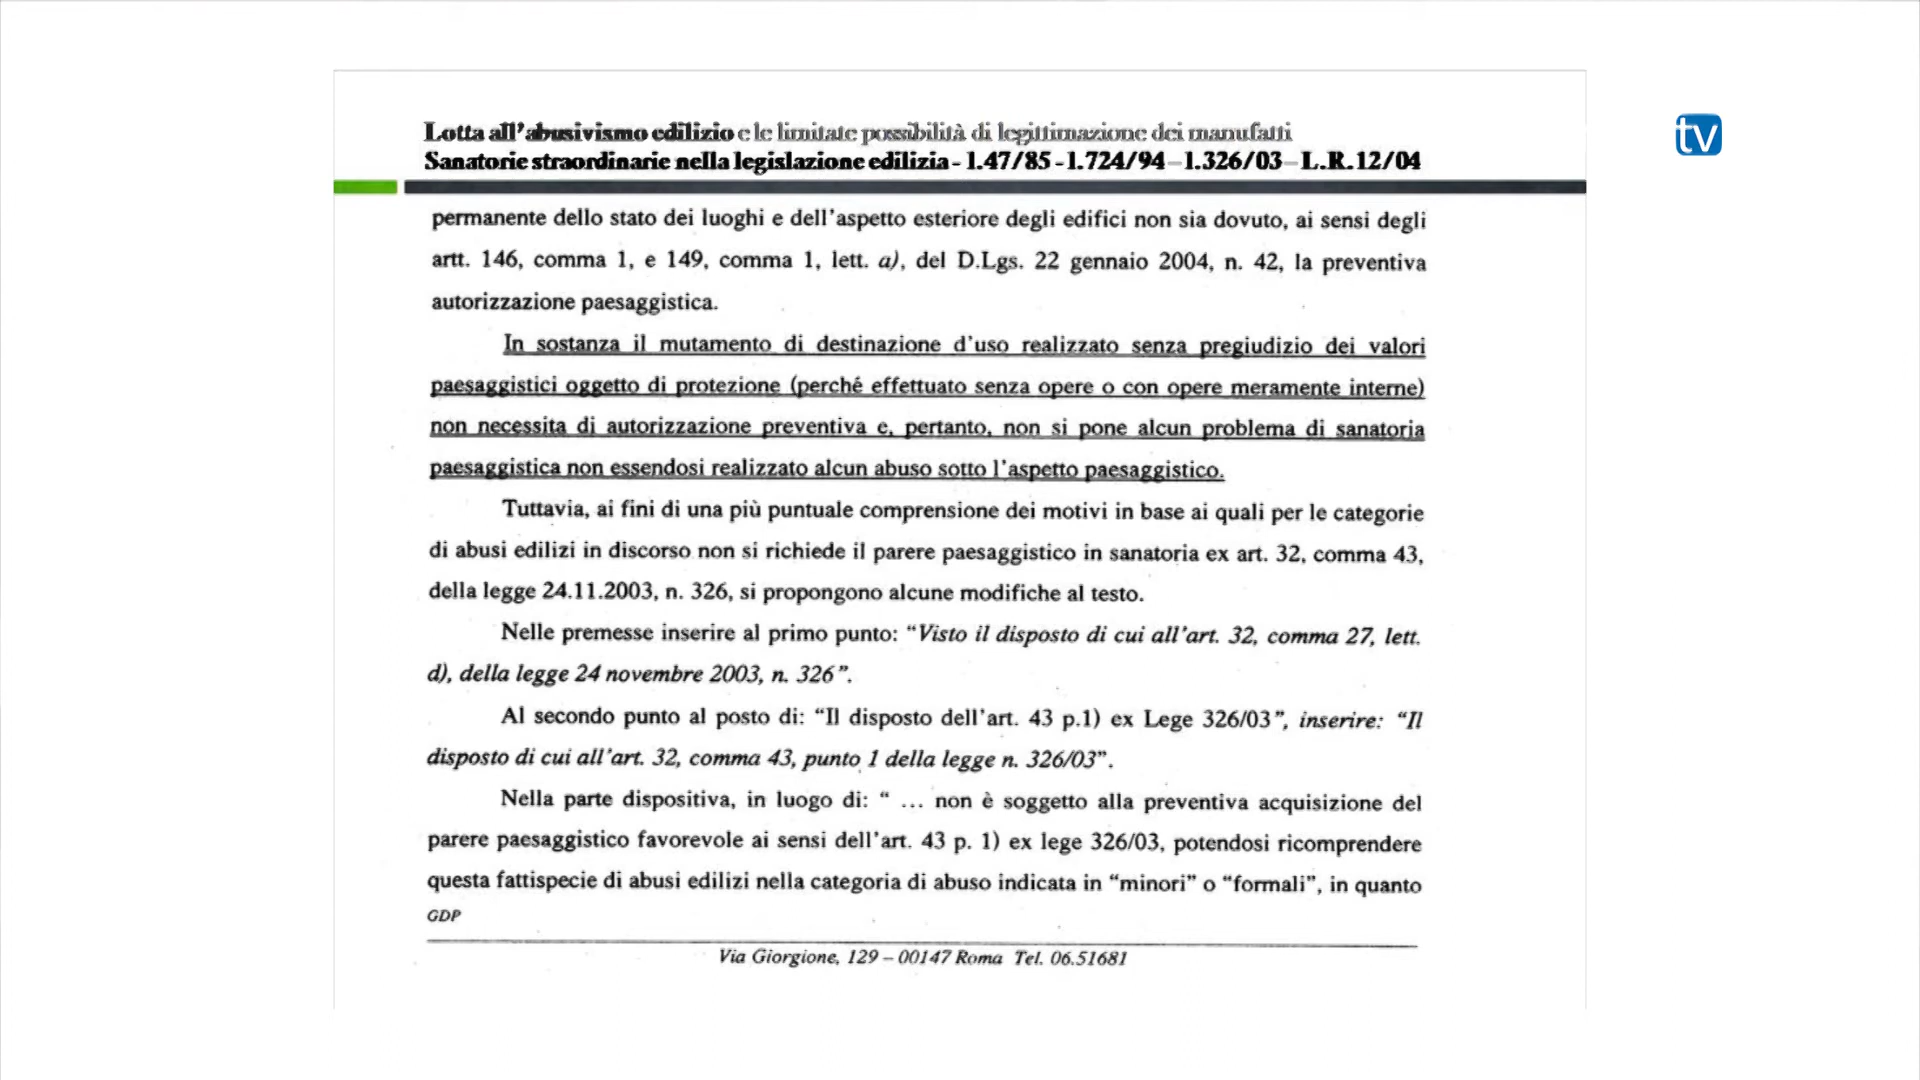 Lotta all'abusivismo edilizio e le limitate possibilità di legittimazione dei manufatti
Sanatorie straordinarie nella legislazione edilizia - l.47/85 - l.724/94 – l.326/03 – L.R.12/04
tv
permanente dello stato dei luoghi e dell'aspetto esteriore degli edifici non sia dovuto, ai sensi degli
artt. 146, comma 1, e 149, comma 1, lett. a), del D.Lgs. 22 gennaio 2004, n. 42, la preventiva
autorizzazione paesaggistica.
In sostanza il mutamento di destinazione d'uso realizzato senza pregiudizio dei valori
paesaggistici oggetto di protezione (perché effettuato senza opere o con opere meramente interne)
non necessita di autorizzazione preventiva e, pertanto, non si pone alcun problema di sanatoria
paesaggistica non essendosi realizzato alcun abuso sotto l'aspetto paesaggistico.
Tuttavia, ai fini di una più puntuale comprensione dei motivi in base ai quali per le categorie
di abusi edilizi in discorso non si richiede il parere paesaggistico in sanatoria ex art. 32, comma 43,
della legge 24.11.2003, n. 326, si propongono alcune modifiche al testo.
Nelle premesse inserire al primo punto: “Visto il disposto di cui all'art. 32, comma 27, lett.
d), della legge 24 novembre 2003, n. 326”.
Al secondo punto al posto di: “Il disposto dell'art. 43 p.1) ex Lege 326/03”, inserire: “Il
disposto di cui all'art. 32, comma 43, punto 1 della legge n. 326/03”.
Nella parte dispositiva, in luogo di: “ … non è soggetto alla preventiva acquisizione del
parere paesaggistico favorevole ai sensi dell'art. 43 p. 1) ex lege 326/03, potendosi ricomprendere
questa fattispecie di abusi edilizi nella categoria di abuso indicata in “minori” o “formali”, in quanto
GDP
Via Giorgione, 129 – 00147 Roma Tel. 06.51681